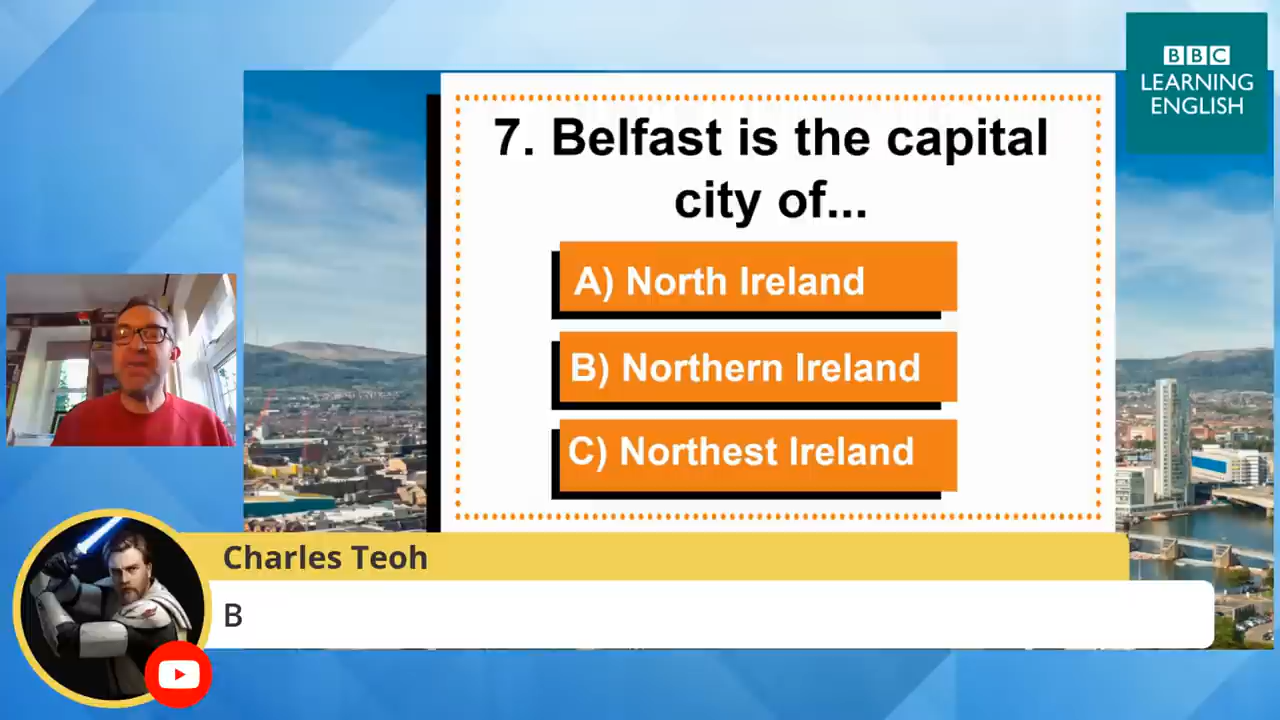 BBC
LEARNING
ENGLISH
7. Belfast is the capital
city of...
A) North Ireland
B) Northern Ireland
C) Northest Ireland
Charles Teoh
B